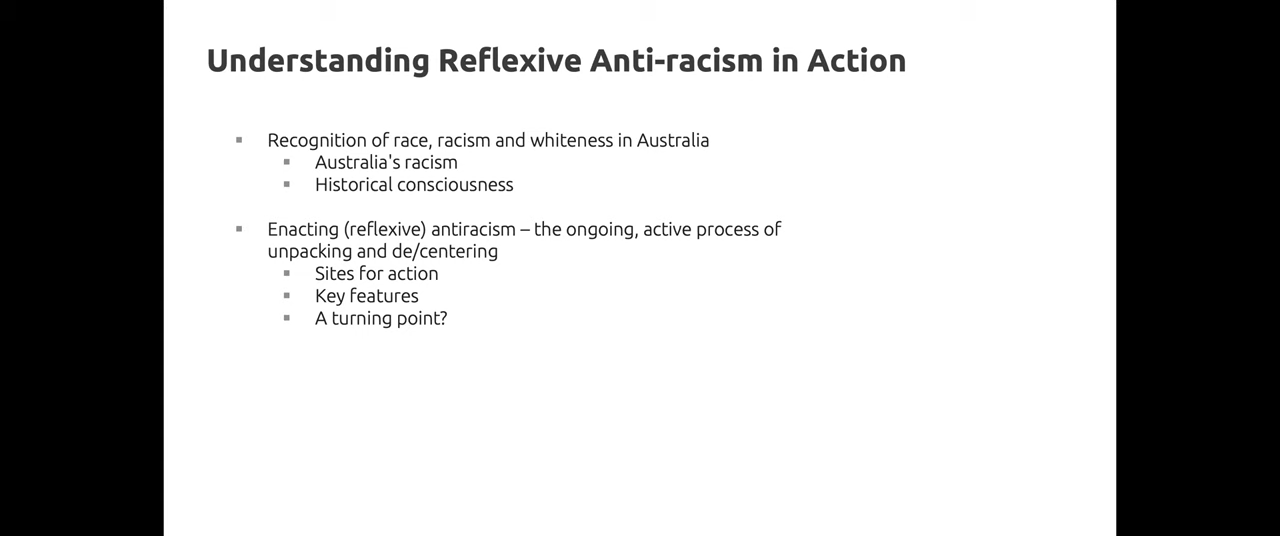 Understanding Reflexive Anti-racism in Action
Recognition of race, racism and whiteness in Australia
Australia's racism
Historical consciousness
Enacting (reflexive) antiracism – the ongoing, active process of
unpacking and de/centering
Sites for action
Key features
A turning point?